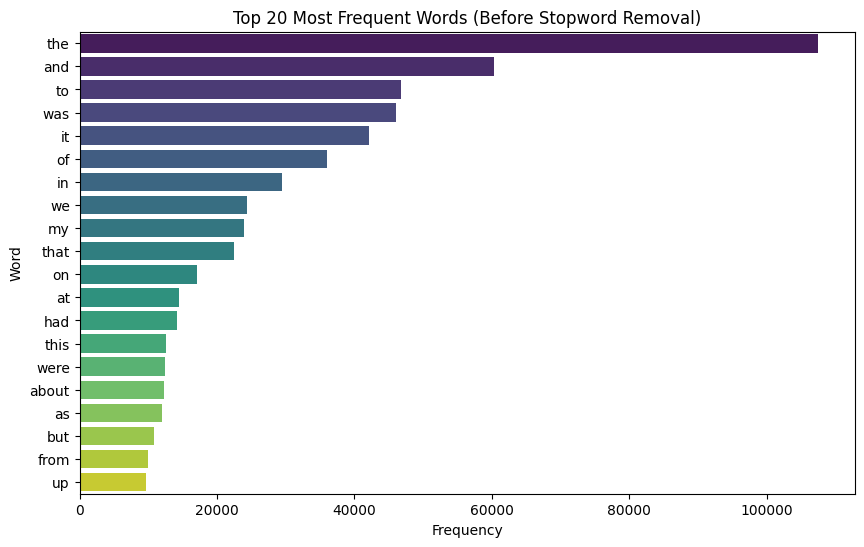 Top 20 Most Frequent Words (Before Stopword Removal)
the
and
to
was
it
of
in
we
my
that
on
at
had
this
were
about
as
but
from
up
Word
0 20000 40000 60000 80000 100000
Frequency